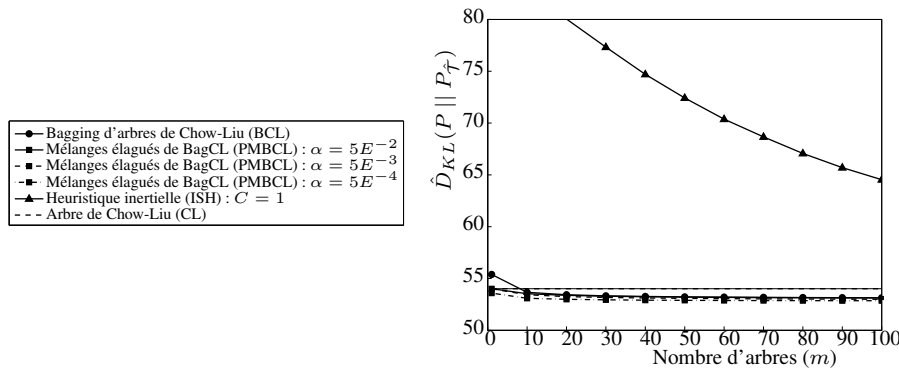 Bagging d'arbres de Chow-Liu (BCL)
Mélanges élagués de BagCL (PMBCL) : α = 5E⁻²
Mélanges élagués de BagCL (PMBCL) : α = 5E⁻³
Mélanges élagués de BagCL (PMBCL) : α = 5E⁻⁴
Heuristique inertielle (ISH) : C = 1
Arbre de Chow-Liu (CL)
D̂_KL(P || P_T̂)
80
75
70
65
60
55
50
0 10 20 30 40 50 60 70 80 90 100
Nombre d'arbres (m)